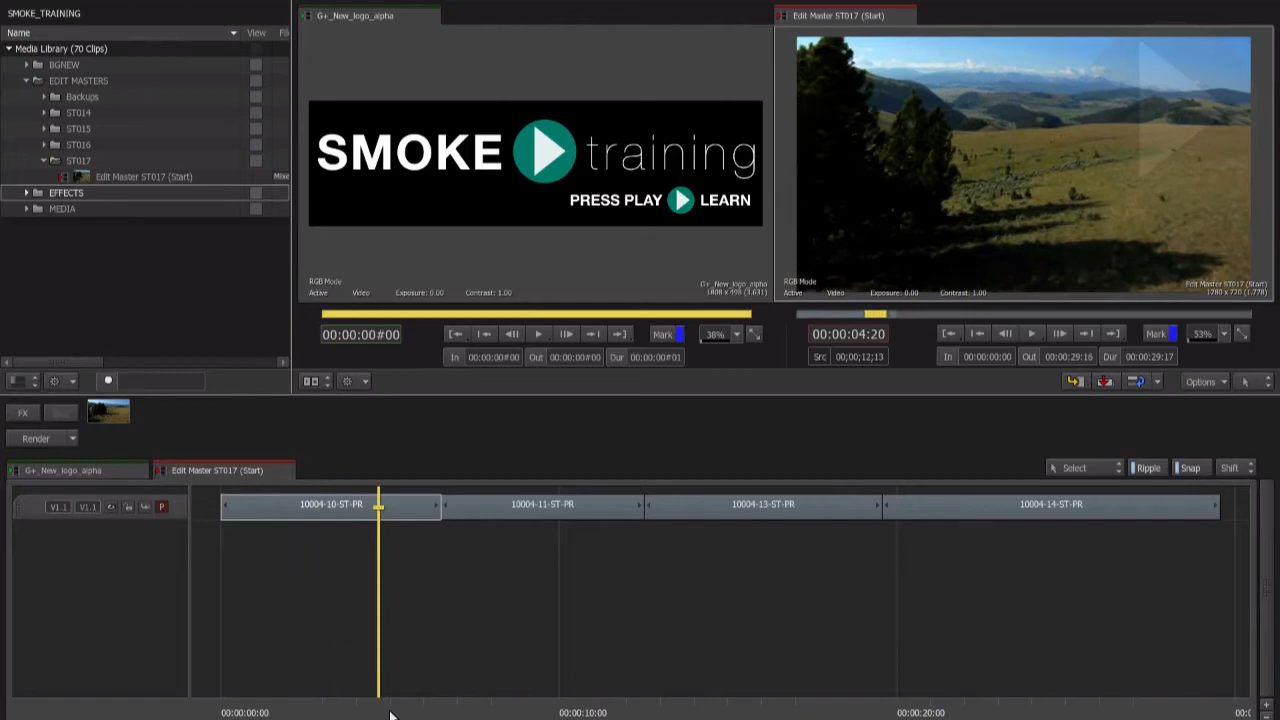 SMOKE_TRAINING
Name View
Media Library (70 Clips)
BGNEW
EDIT MASTERS
Backups
ST014
ST015
ST016
ST017
Edit Master ST017 (Start)
EFFECTS
MEDIA
G+_New_logo_alpha
SMOKE training
PRESS PLAY LEARN
RGB Mode
Active Video Exposure: 0.00 Contrast: 1.00
G+_New_logo_alpha
1808 x 498 (3.631)
00:00:00#00 Mark 38%
In 00:00:00#00 Out 00:00:00#00 Dur 00:00:00#01
Edit Master ST017 (Start)
RGB Mode
Active Video Exposure: 0.00 Contrast: 1.00
Edit Master ST017 (Start)
1280 x 720 (1.778)
00:00:04:20 Mark 53%
Src 00;00;12;13 In 00:00:00:00 Out 00:00:29:16 Dur 00:00:29:17
Options
FX
Render
G+_New_logo_alpha Edit Master ST017 (Start) Select Ripple Snap Shift
V1.1 V1.1 P 10004-10-ST-PR 10004-11-ST-PR 10004-13-ST-PR 10004-14-ST-PR
00:00:00:00 00:00:10:00 00:00:20:00